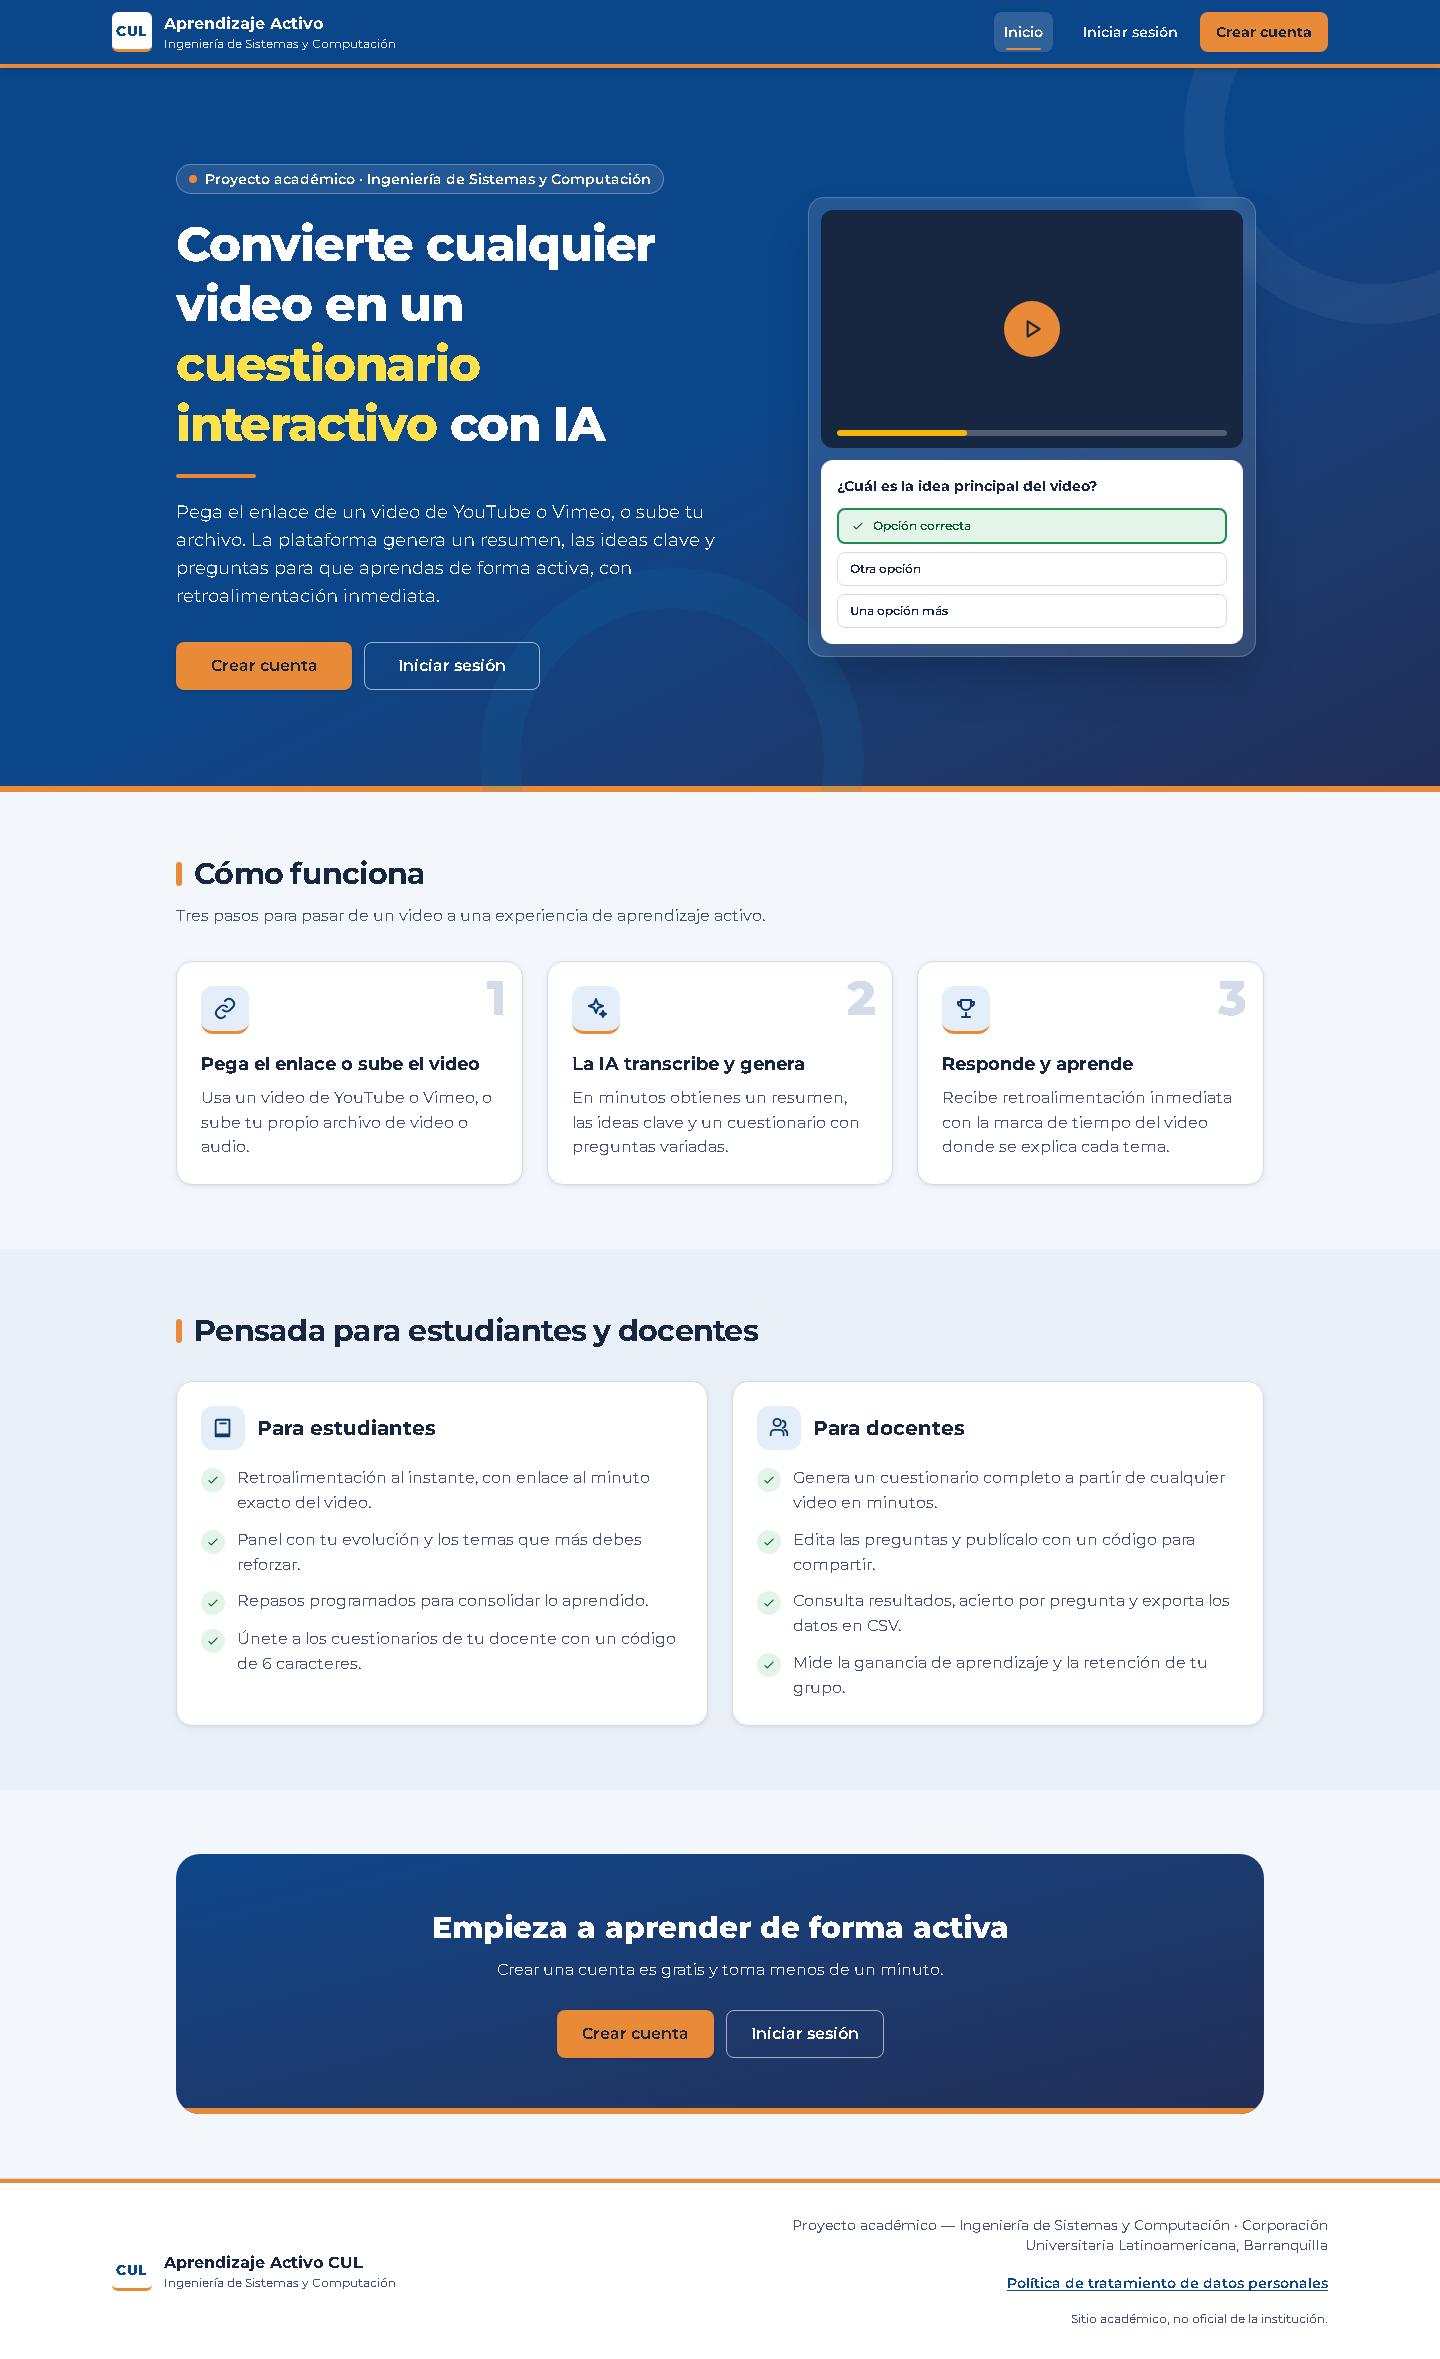 CUL
Aprendizaje Activo
Ingeniería de Sistemas y Computación
Inicio
Iniciar sesión
Crear cuenta
Proyecto académico · Ingeniería de Sistemas y Computación
Convierte cualquier
video en un
cuestionario
interactivo con IA
Pega el enlace de un video de YouTube o Vimeo, o sube tu
archivo. La plataforma genera un resumen, las ideas clave y
preguntas para que aprendas de forma activa, con
retroalimentación inmediata.
Crear cuenta
Iniciar sesión
¿Cuál es la idea principal del video?
Opción correcta
Otra opción
Una opción más
Cómo funciona
Tres pasos para pasar de un video a una experiencia de aprendizaje activo.
1
Pega el enlace o sube el video
Usa un video de YouTube o Vimeo, o
sube tu propio archivo de video o
audio.
2
La IA transcribe y genera
En minutos obtienes un resumen,
las ideas clave y un cuestionario con
preguntas variadas.
3
Responde y aprende
Recibe retroalimentación inmediata
con la marca de tiempo del video
donde se explica cada tema.
Pensada para estudiantes y docentes
Para estudiantes
Retroalimentación al instante, con enlace al minuto
exacto del video.
Panel con tu evolución y los temas que más debes
reforzar.
Repasos programados para consolidar lo aprendido.
Únete a los cuestionarios de tu docente con un código
de 6 caracteres.
Para docentes
Genera un cuestionario completo a partir de cualquier
video en minutos.
Edita las preguntas y publícalo con un código para
compartir.
Consulta resultados, acierto por pregunta y exporta los
datos en CSV.
Mide la ganancia de aprendizaje y la retención de tu
grupo.
Empieza a aprender de forma activa
Crear una cuenta es gratis y toma menos de un minuto.
Crear cuenta
Iniciar sesión
CUL
Aprendizaje Activo CUL
Ingeniería de Sistemas y Computación
Proyecto académico — Ingeniería de Sistemas y Computación · Corporación
Universitaria Latinoamericana, Barranquilla
Política de tratamiento de datos personales
Sitio académico, no oficial de la institución.